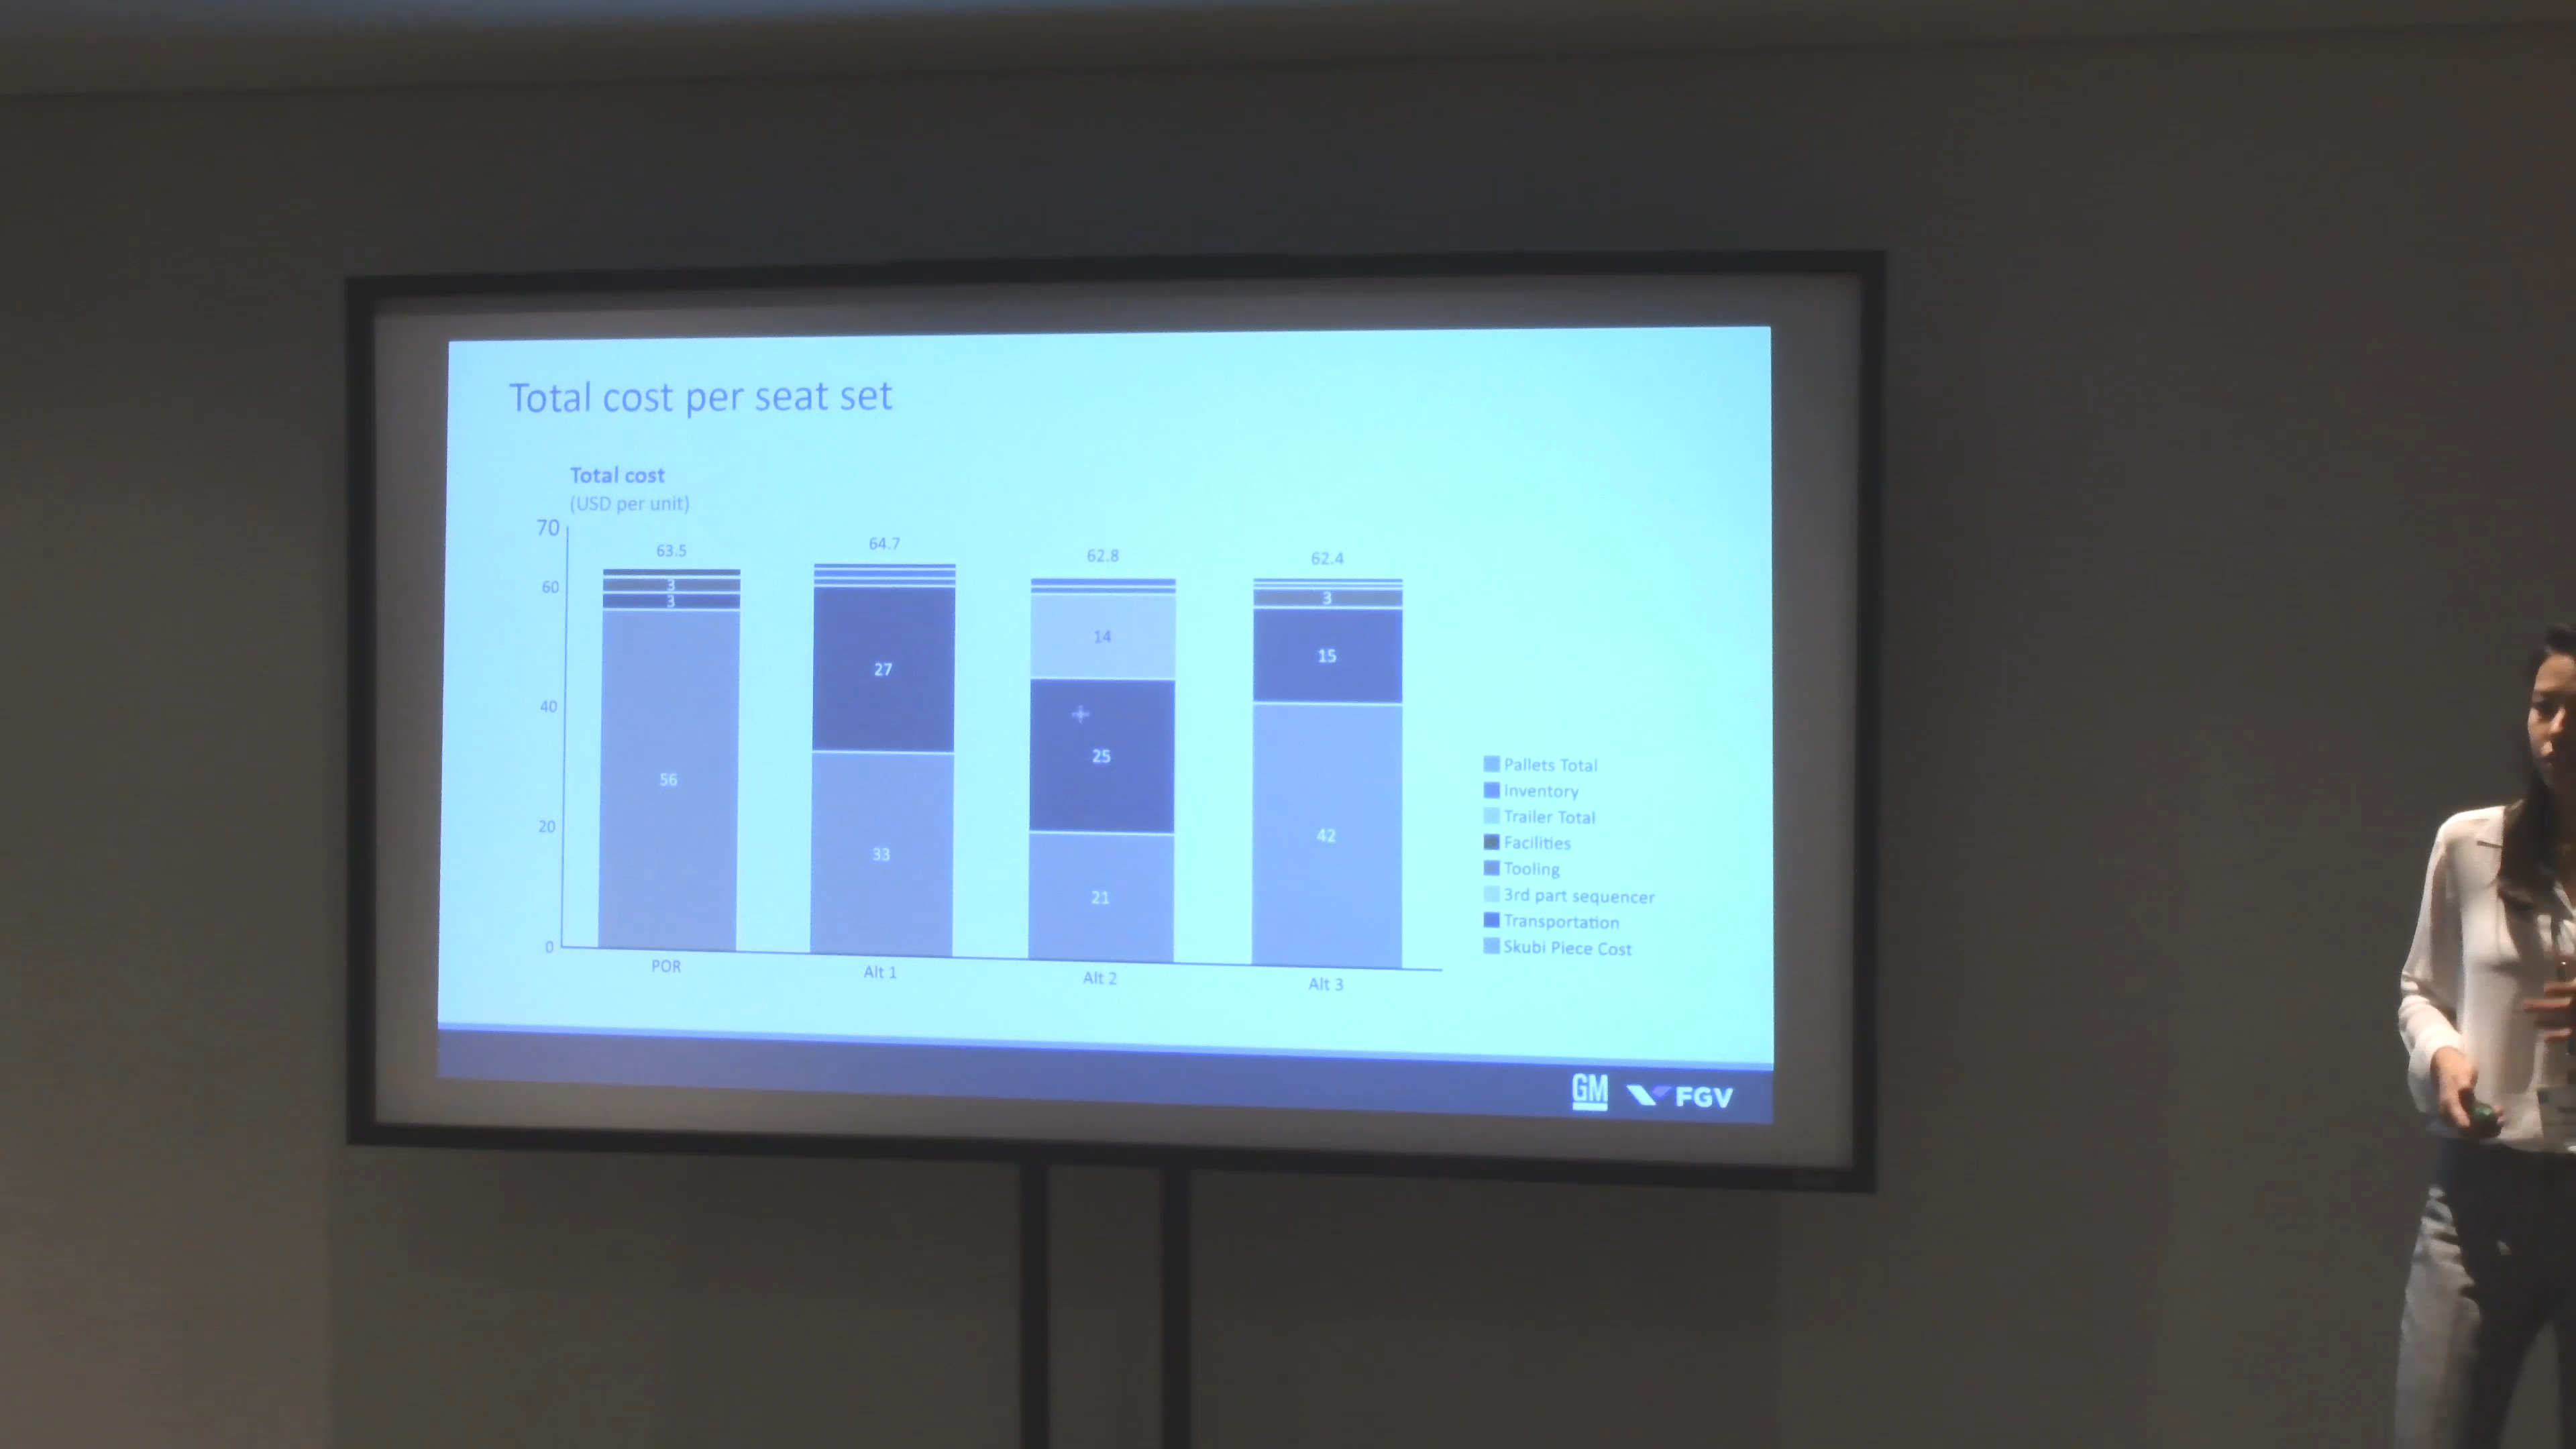 Total cost per seat set
Total cost
(USD per unit)
70
60
40
20
0
63.5
3
3
56
POR
64.7
27
33
Alt 1
62.8
14
25
21
Alt 2
62.4
3
15
42
Alt 3
Pallets Total
Inventory
Trailer Total
Facilities
Tooling
3rd part sequencer
Transportation
Skubi Piece Cost
GM
FGV